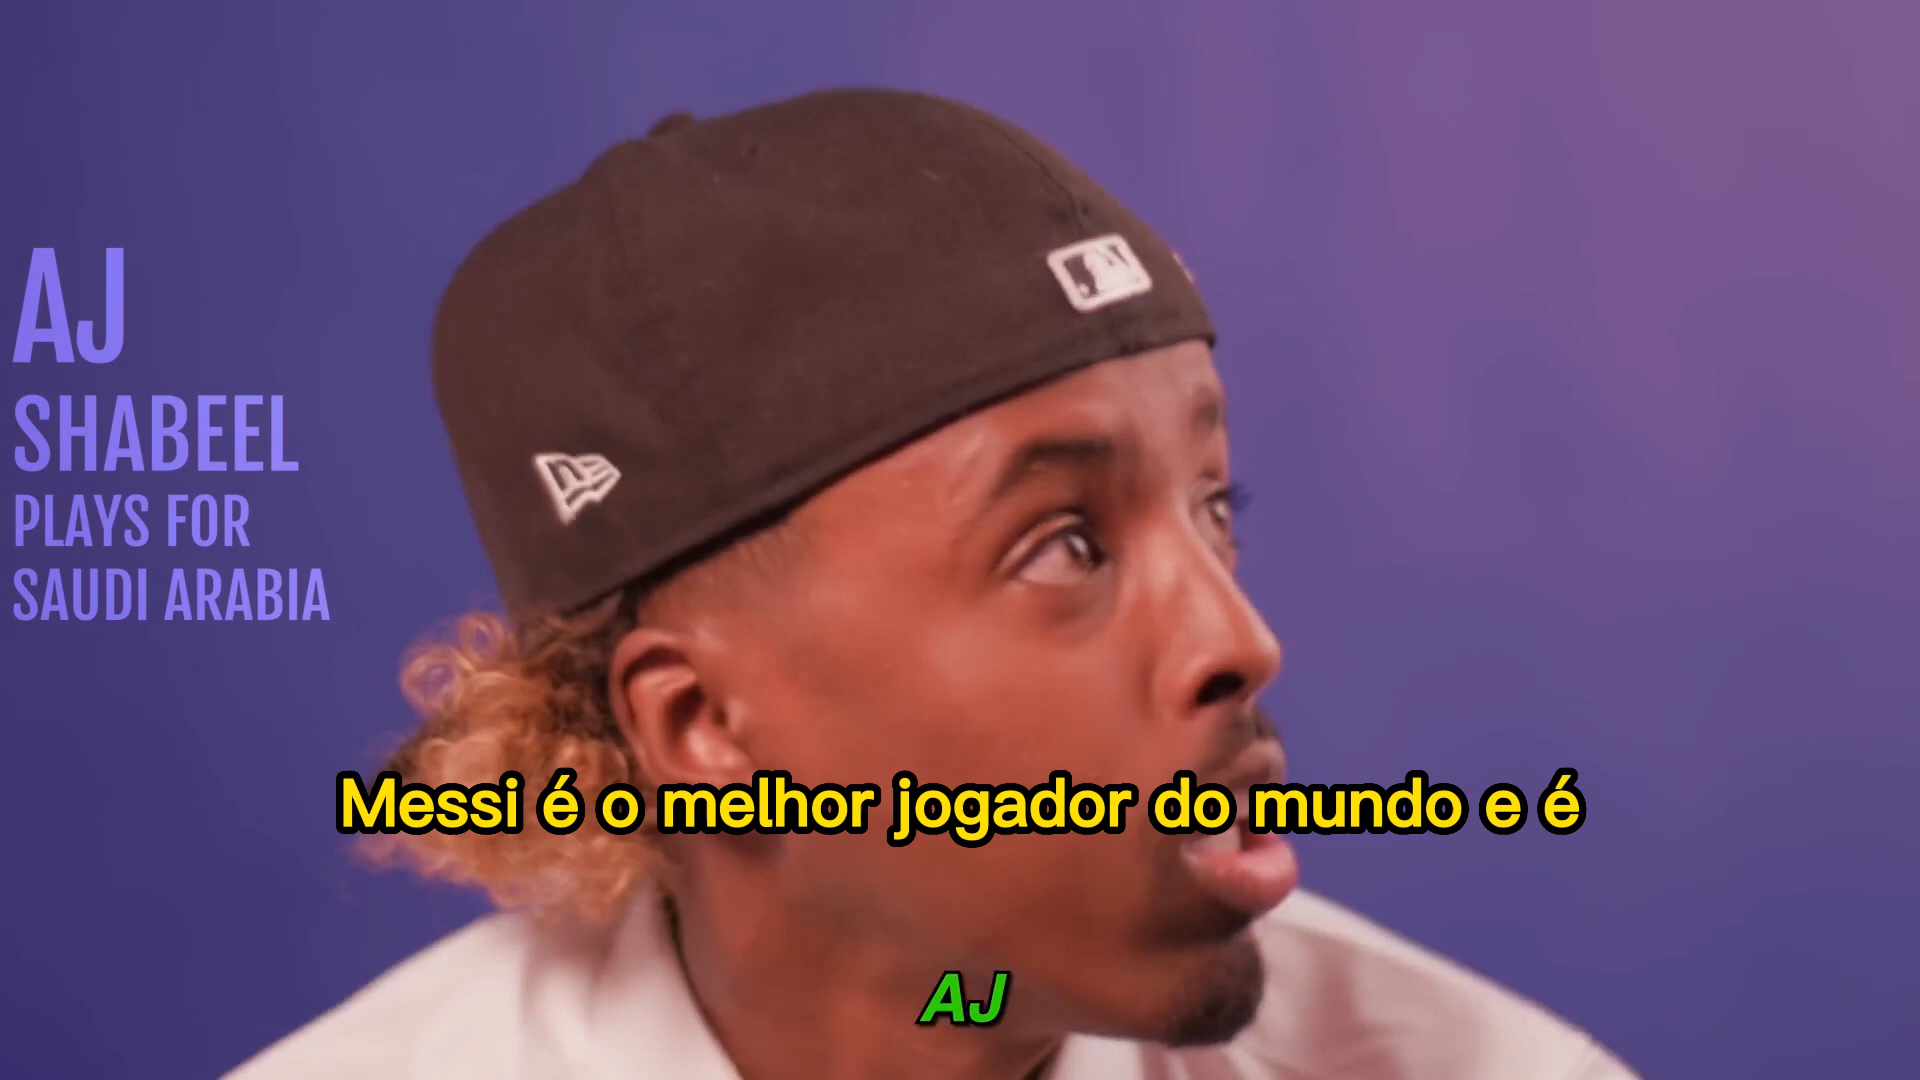 AJ
SHABEEL
PLAYS FOR
SAUDI ARABIA
Messi é o melhor jogador do mundo e é
AJ